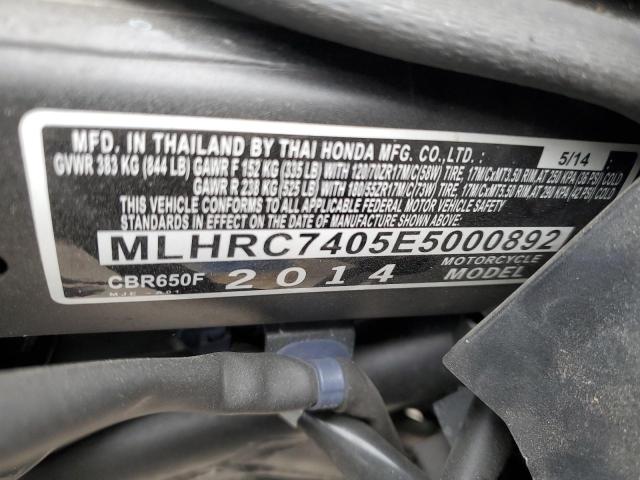 MFD. IN THAILAND BY THAI HONDA MFG. CO., LTD. : 5/14
GVWR 383 KG (844 LB) GAWR F 152 KG (335 LB) WITH 120/70ZR17M/C(58W) TIRE, 17M/CxMT3.50 RIM, AT 250 KPA (36 PSI) COLD
GAWR R 238 KG (525 LB) WITH 180/55ZR17M/C(73W) TIRE, 17M/CxMT5.50 RIM, AT 290 KPA (42 PSI) COLD
THIS VEHICLE CONFORMS TO ALL APPLICABLE FEDERAL MOTOR VEHICLE SAFETY
STANDARDS IN EFFECT ON THE DATE OF MANUFACTURE SHOWN ABOVE.
MLHRC7405E5000892
CBR650F 2014 MOTORCYCLE MODEL
MJE